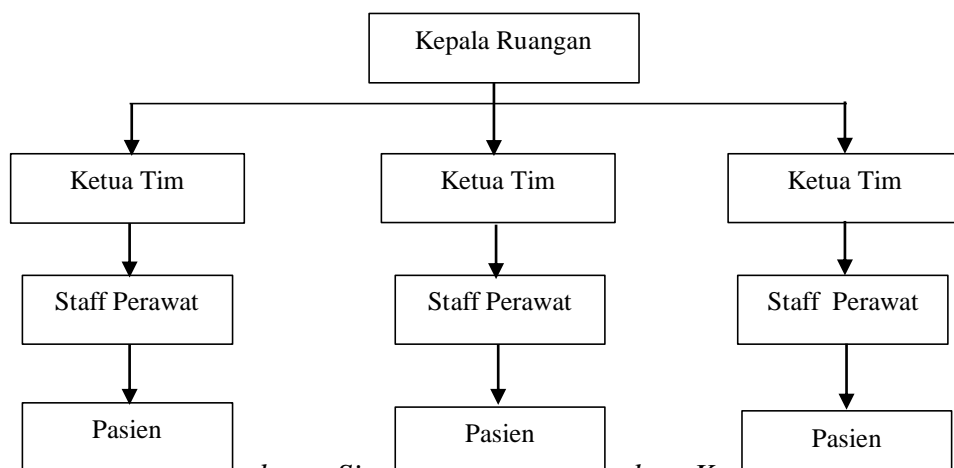 Kepala Ruangan
Ketua Tim
Ketua Tim
Ketua Tim
Staff Perawat
Staff Perawat
Staff Perawat
Pasien
Pasien
Pasien